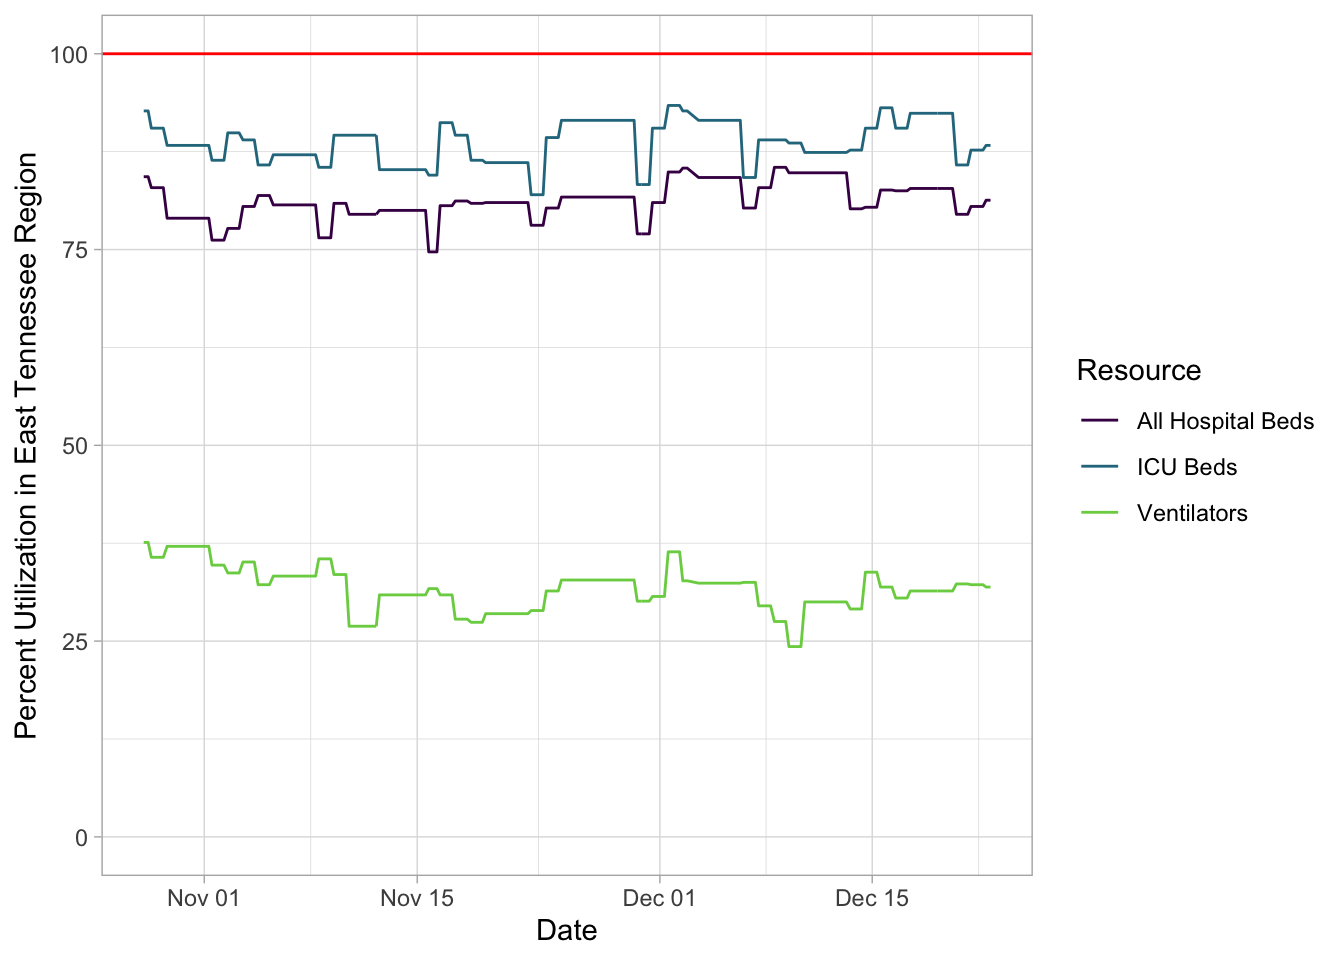 Percent Utilization in East Tennessee Region
100
75
50
25
0
Nov 01
Nov 15
Dec 01
Dec 15
Date
Resource
All Hospital Beds
ICU Beds
Ventilators